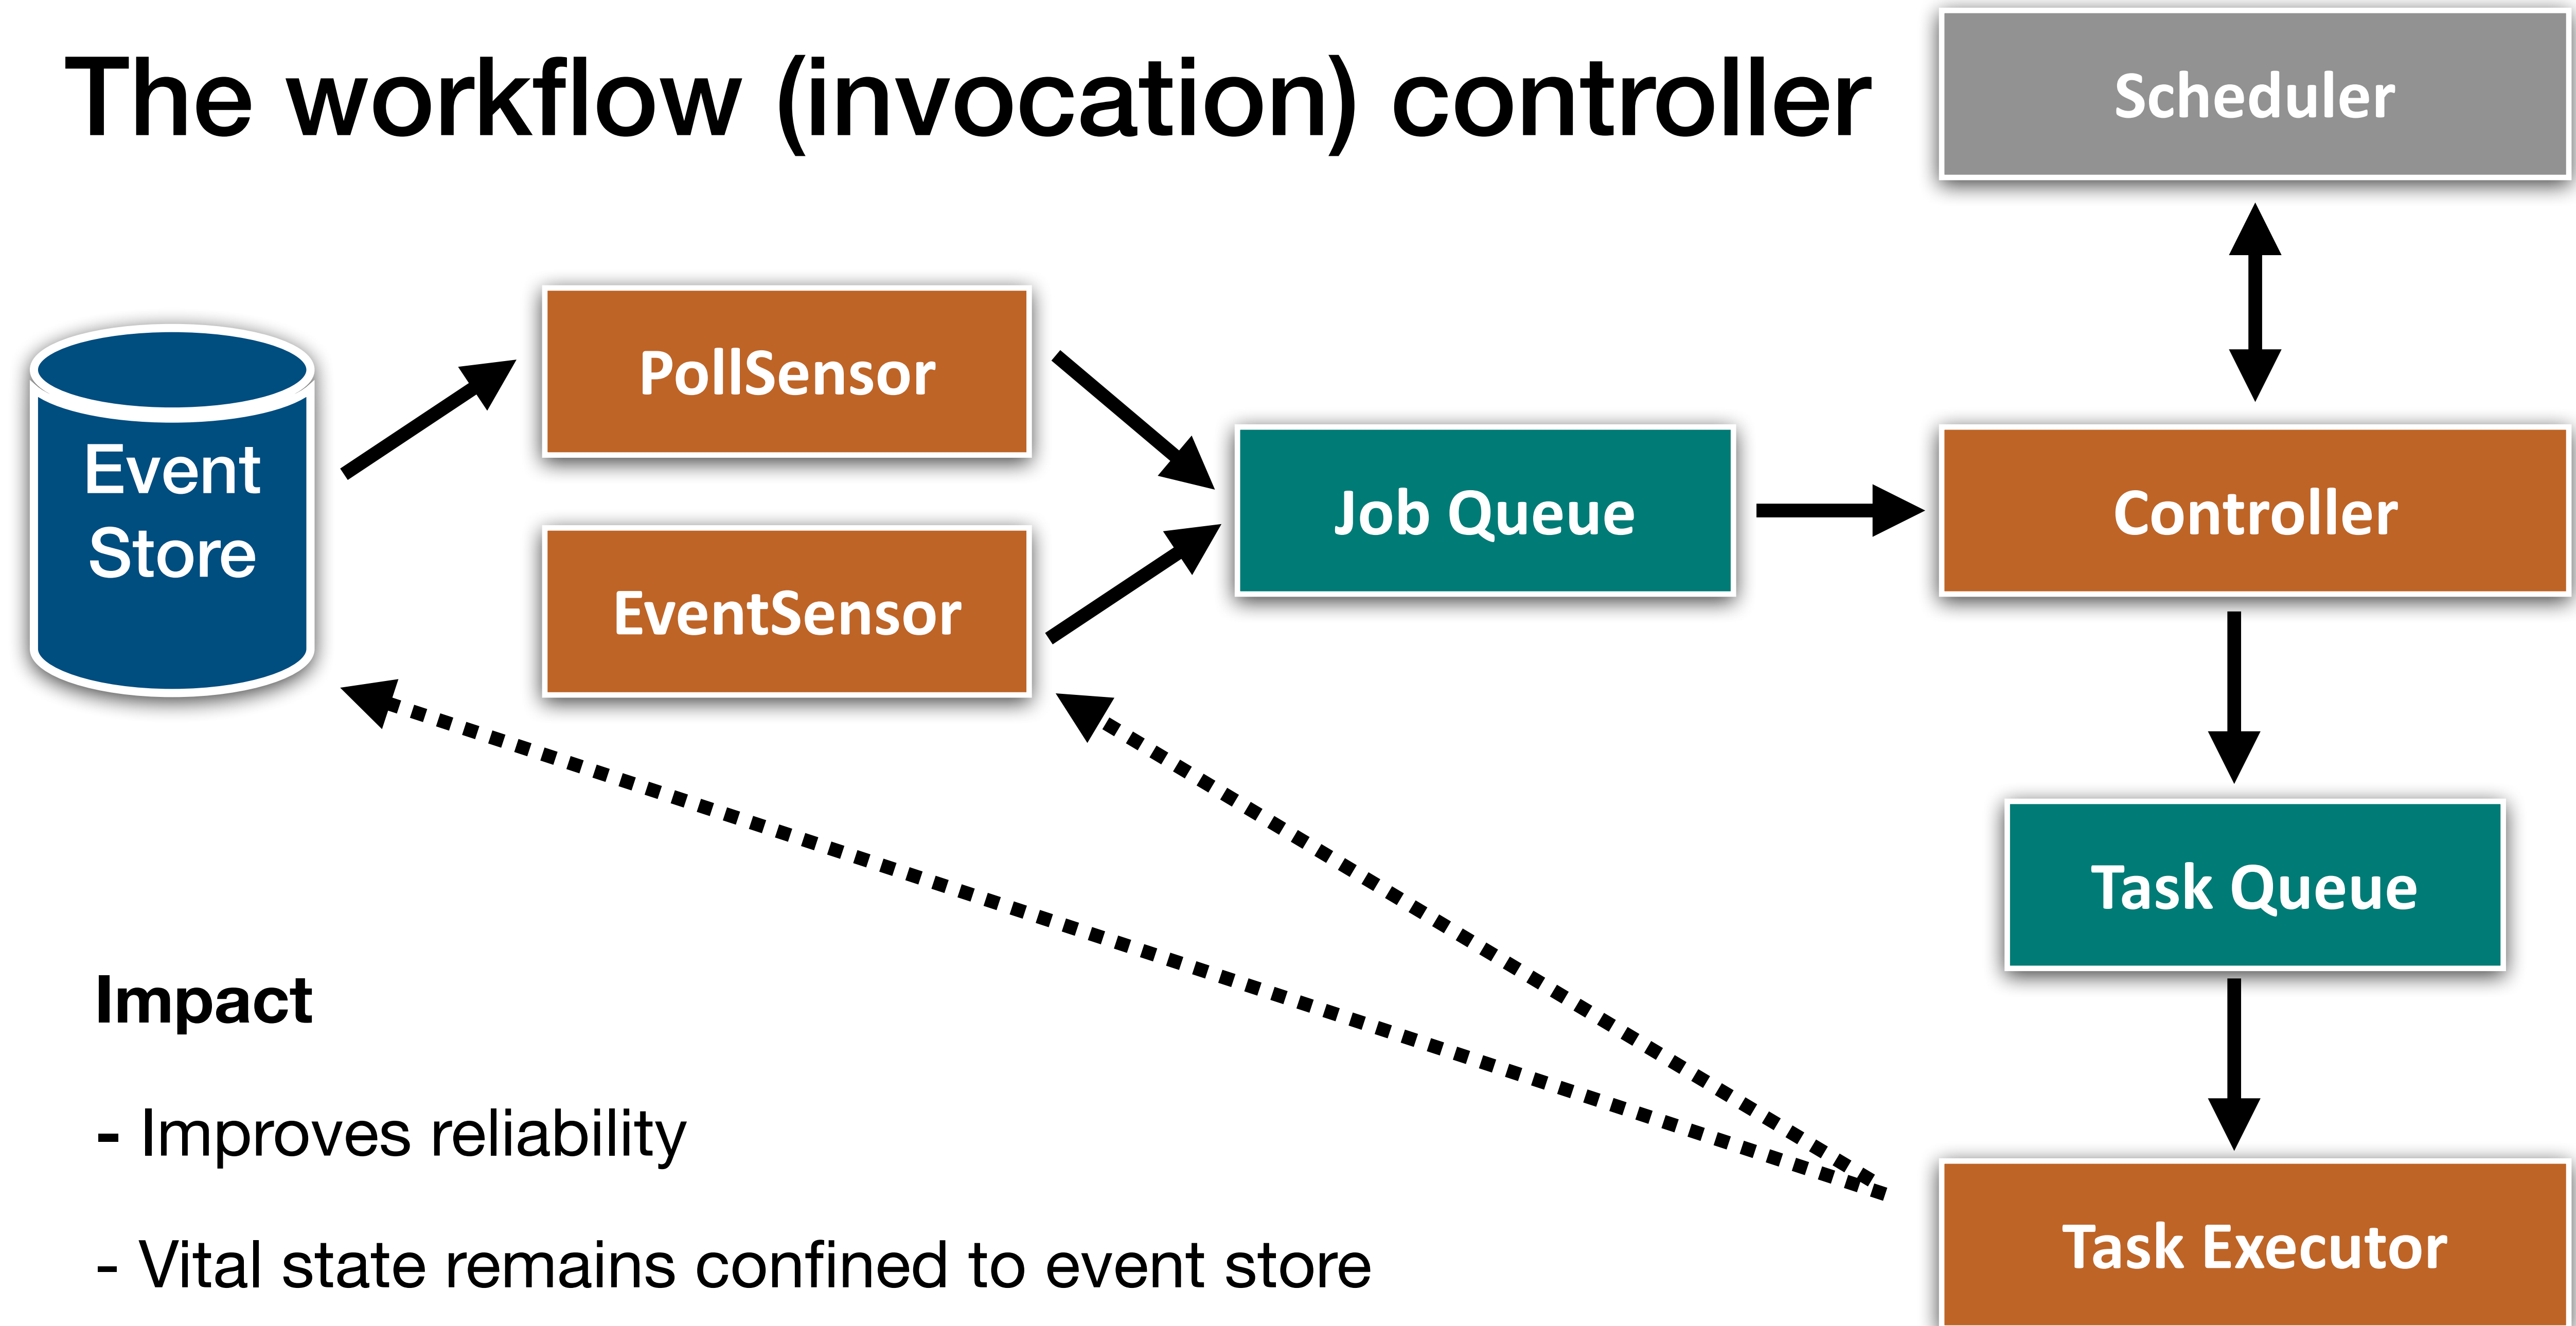 The workflow (invocation) controller
Scheduler
PollSensor
Event
Store
EventSensor
Job Queue
Controller
Task Queue
Task Executor
Impact
- Improves reliability
- Vital state remains confined to event store